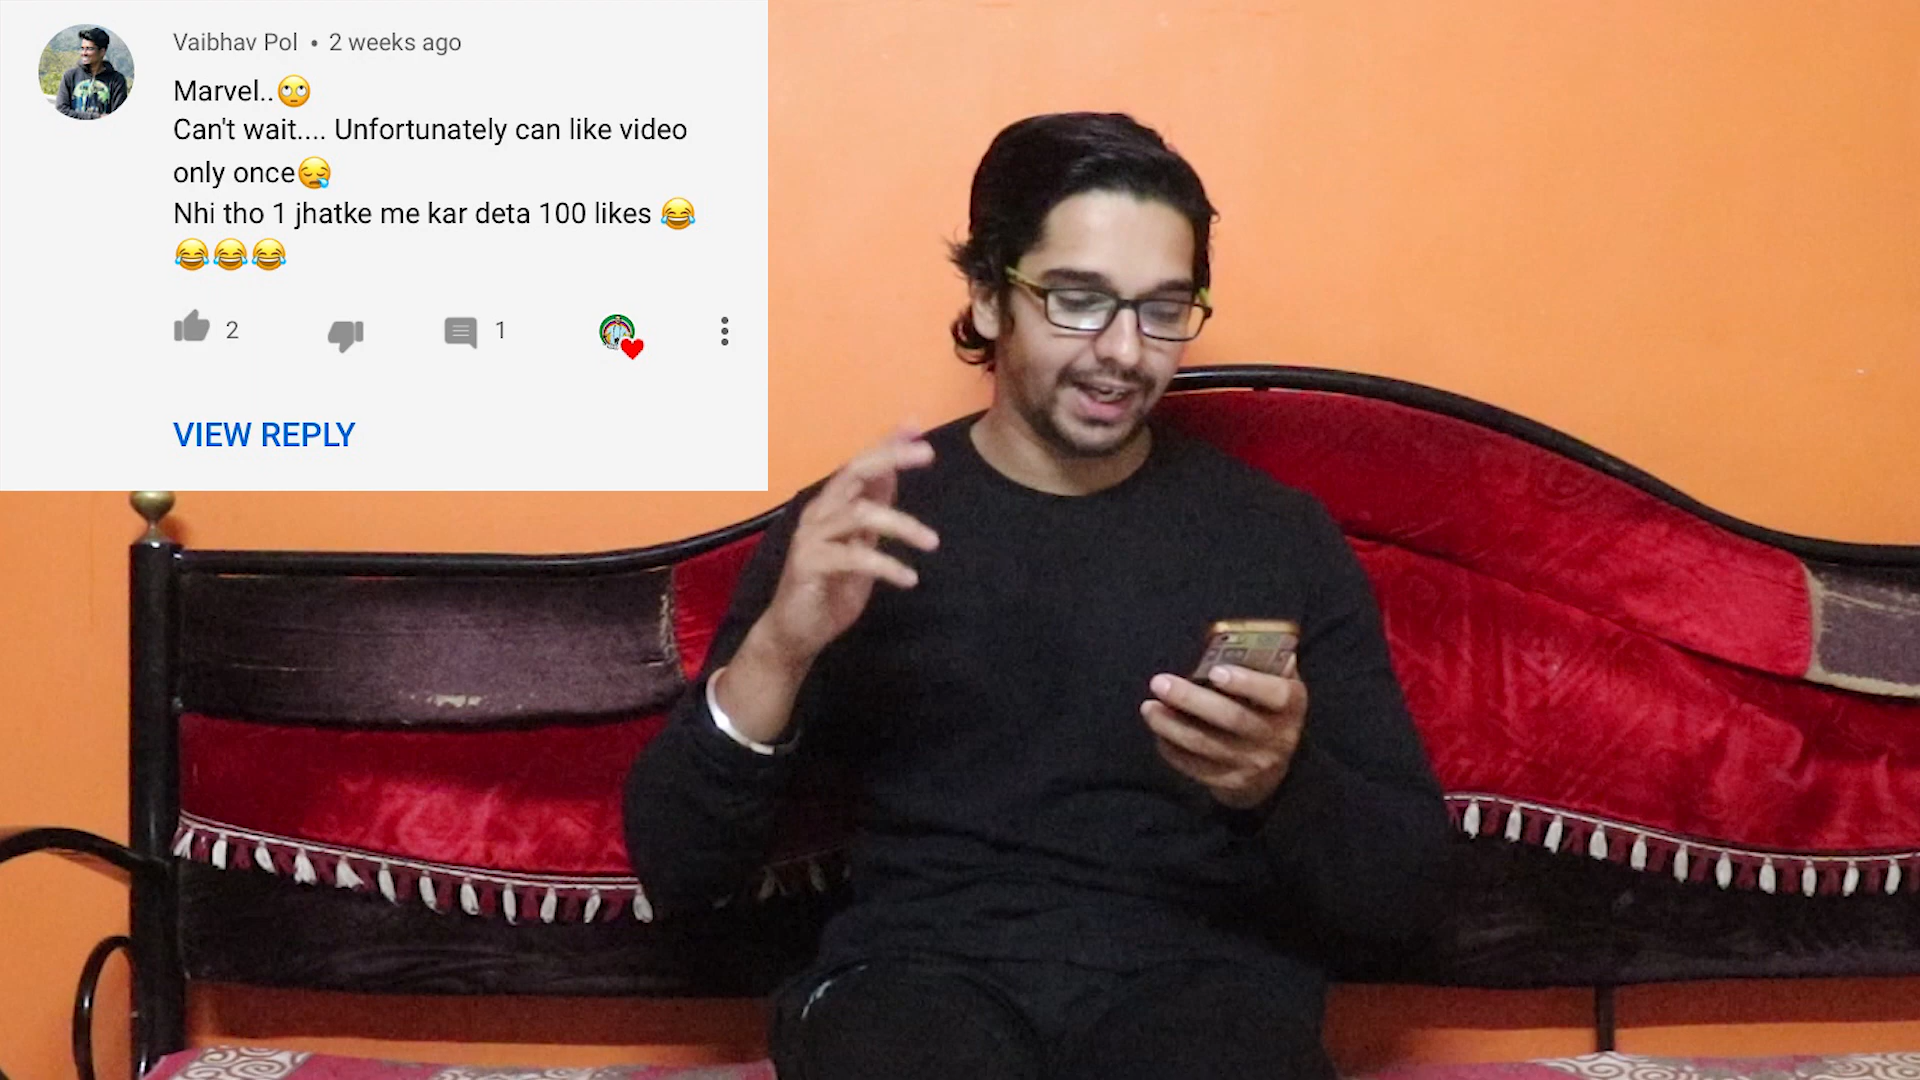 Vaibhav Pol • 2 weeks ago
Marvel..🙄
Can't wait.... Unfortunately can like video
only once😪
Nhi tho 1 jhatke me kar deta 100 likes 😂
😂😂😂
2 1
VIEW REPLY